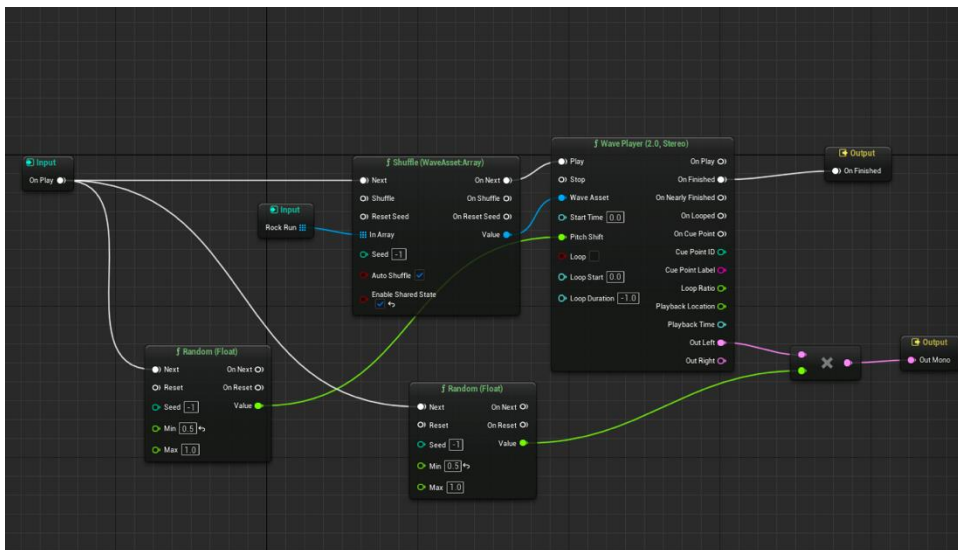 Input
On Play
Input
Rock Run
ƒ Shuffle (WaveAsset:Array)
Next
On Next
Shuffle
On Shuffle
Reset Seed
On Reset Seed
In Array
Value
Seed -1
Auto Shuffle
Enable Shared State
ƒ Wave Player (2.0, Stereo)
Play
On Play
Stop
On Finished
Wave Asset
On Nearly Finished
Start Time 0.0
On Looped
Pitch Shift
On Cue Point
Loop
Cue Point ID
Loop Start 0.0
Cue Point Label
Loop Duration -1.0
Loop Ratio
Playback Location
Playback Time
Out Left
Out Right
Output
On Finished
ƒ Random (Float)
Next
On Next
Reset
On Reset
Seed -1
Value
Min 0.5
Max 1.0
ƒ Random (Float)
Next
On Next
Reset
On Reset
Seed -1
Value
Min 0.5
Max 1.0
Output
Out Mono